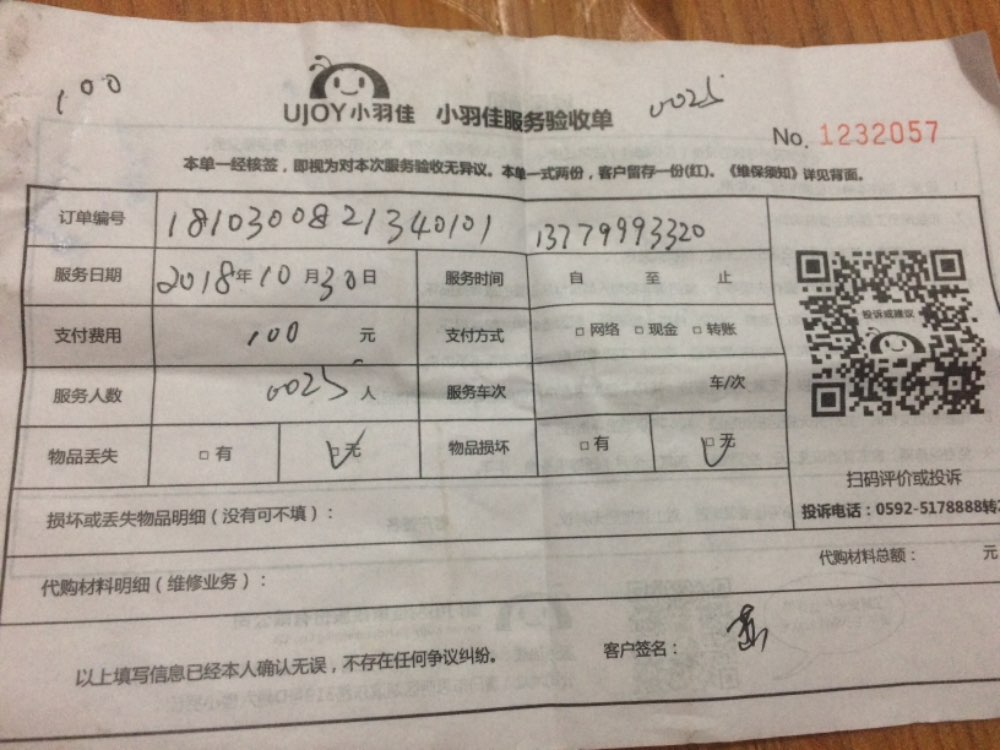 100
0025
UJOY小羽佳 小羽佳服务验收单
No. 1232057
本单一经核签，即视为对本次服务验收无异议。本单一式两份，客户留存一份(红)。《维保须知》详见背面。
订单编号 1810300821340101 13779993320
服务日期 2018年10月30日 服务时间 自 至 止
支付费用 100 元 支付方式 □ 网络 □ 现金 □ 转账
服务人数 0025 人 服务车次 车/次
物品丢失 □ 有 □ 无 物品损坏 □ 有 □ 无
投诉或建议
扫码评价或投诉
投诉电话：0592-5178888转2
损坏或丢失物品明细（没有可不填）：
代购材料总额： 元
代购材料明细（维修业务）：
以上填写信息已经本人确认无误，不存在任何争议纠纷。 客户签名：